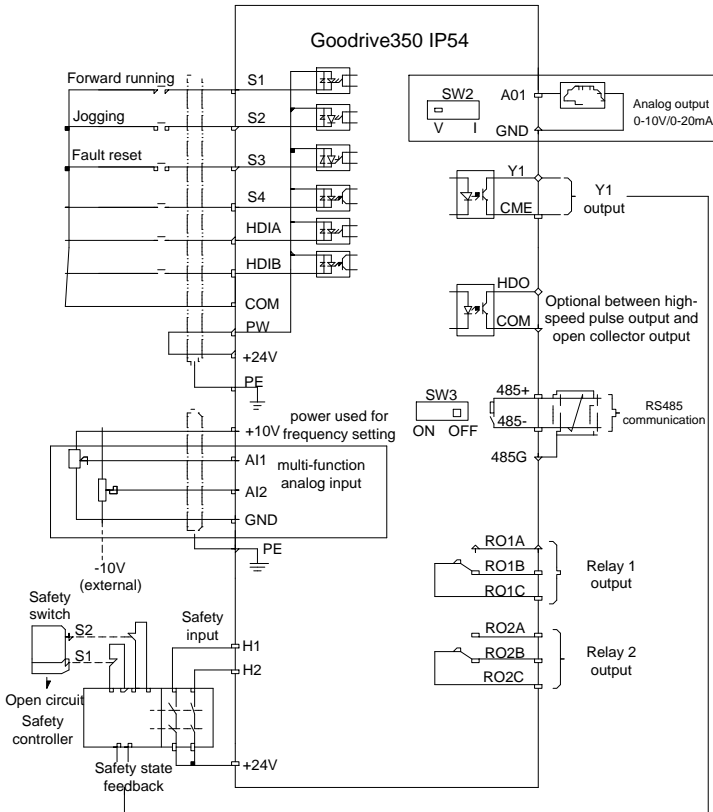 Goodrive350 IP54
Forward running
S1
Jogging
S2
Fault reset
S3
S4
HDIA
HDIB
COM
PW
+24V
PE
SW2
V I
A01
GND
Analog output
0-10V/0-20mA
Y1
CME
Y1
output
HDO
COM
Optional between high-
speed pulse output and
open collector output
SW3
ON OFF
485+
485-
485G
RS485
communication
+10V
power used for
frequency setting
AI1
AI2
multi-function
analog input
GND
PE
-10V
(external)
RO1A
RO1B
RO1C
Relay 1
output
RO2A
RO2B
RO2C
Relay 2
output
Safety
switch
S2
S1
Open circuit
Safety
controller
Safety
input
H1
H2
Safety state
feedback
+24V